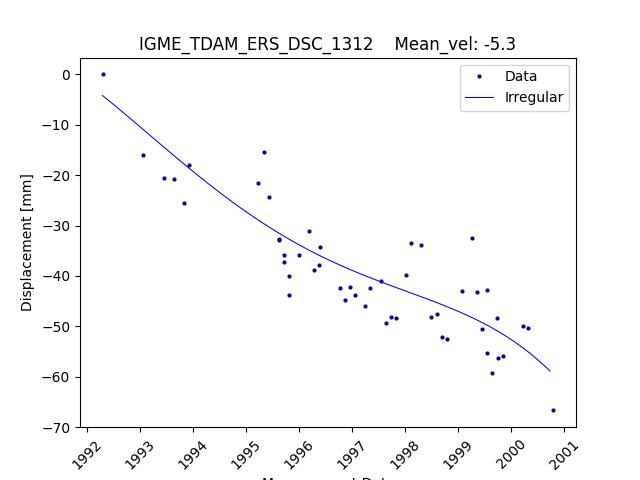 IGME_TDAM_ERS_DSC_1312    Mean_vel: -5.3
Data
Irregular
Displacement [mm]
0
−10
−20
−30
−40
−50
−60
−70
1992 1993 1994 1995 1996 1997 1998 1999 2000 2001